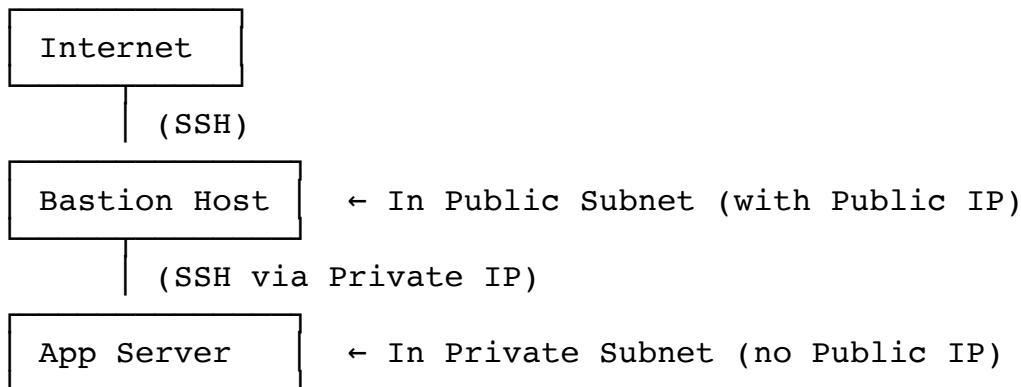 Internet
(SSH)
Bastion Host ← In Public Subnet (with Public IP)
(SSH via Private IP)
App Server ← In Private Subnet (no Public IP)